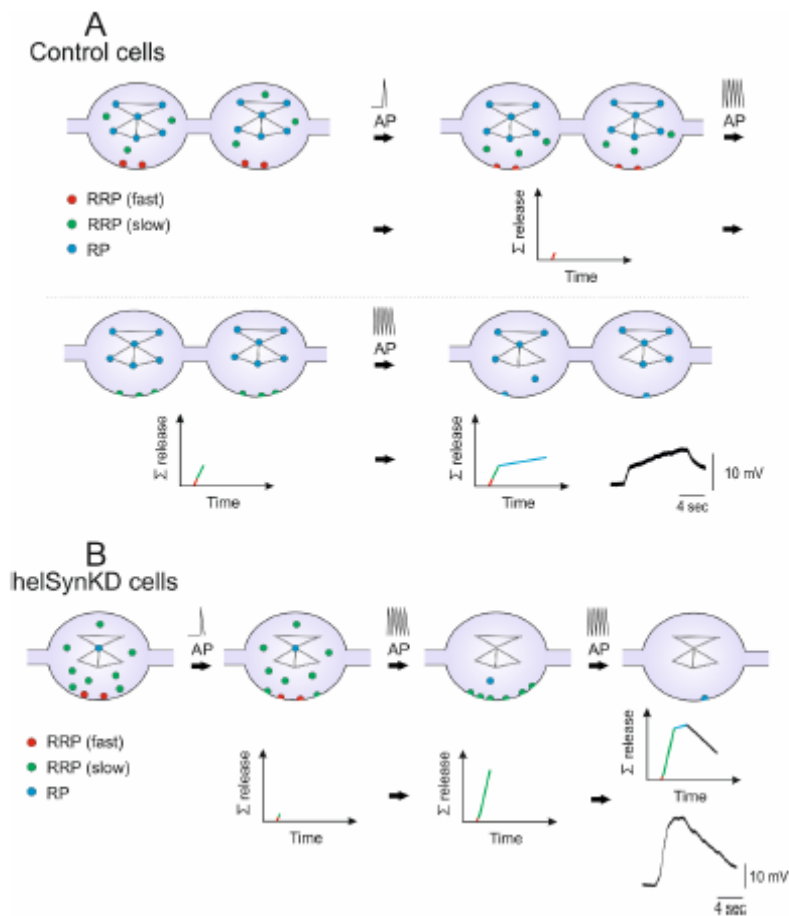 A
Control cells
AP
AP
RRP (fast)
RRP (slow)
RP
Σ release
Time
AP
Σ release
Time
Σ release
Time
10 mV
4 sec
B
helSynKD cells
AP
AP
AP
RRP (fast)
RRP (slow)
RP
Σ release
Time
Σ release
Time
Σ release
Time
10 mV
4 sec